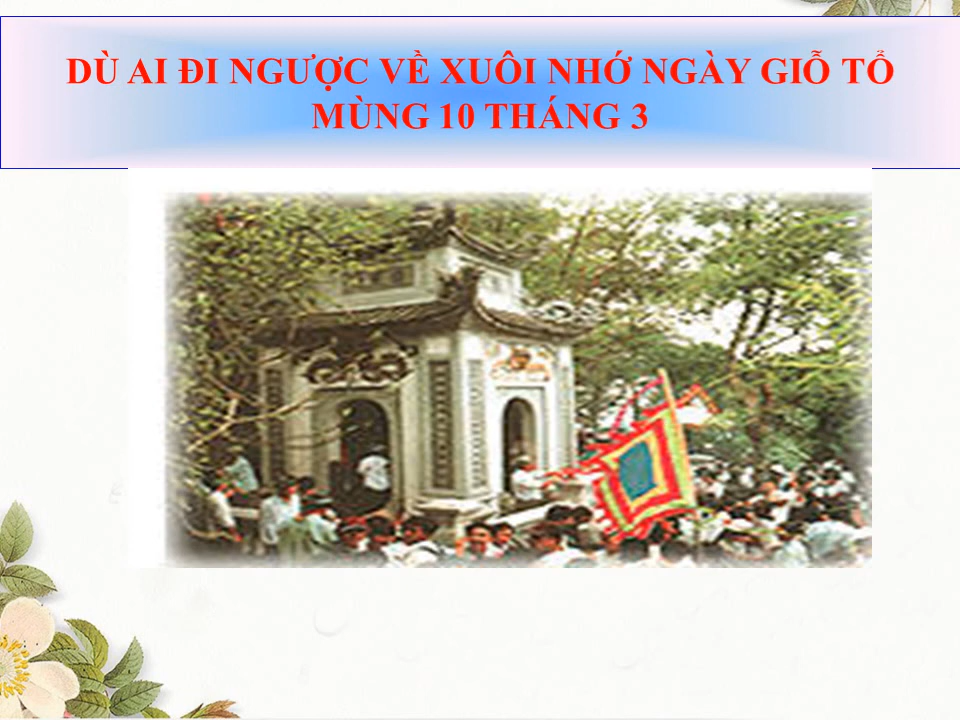 DÙ AI ĐI NGƯỢC VỀ XUÔI NHỚ NGÀY GIỖ TỔ
MÙNG 10 THÁNG 3